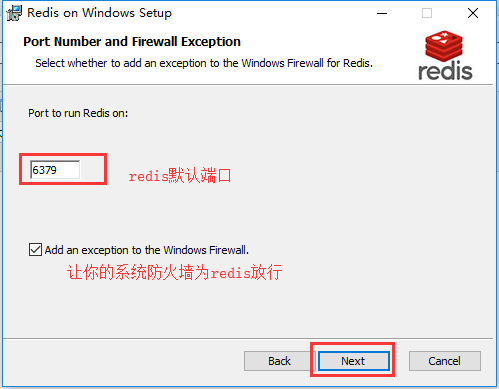 Redis on Windows Setup
Port Number and Firewall Exception
Select whether to add an exception to the Windows Firewall for Redis.
redis
Port to run Redis on:
6379
redis默认端口
Add an exception to the Windows Firewall.
让你的系统防火墙为redis放行
Back Next Cancel